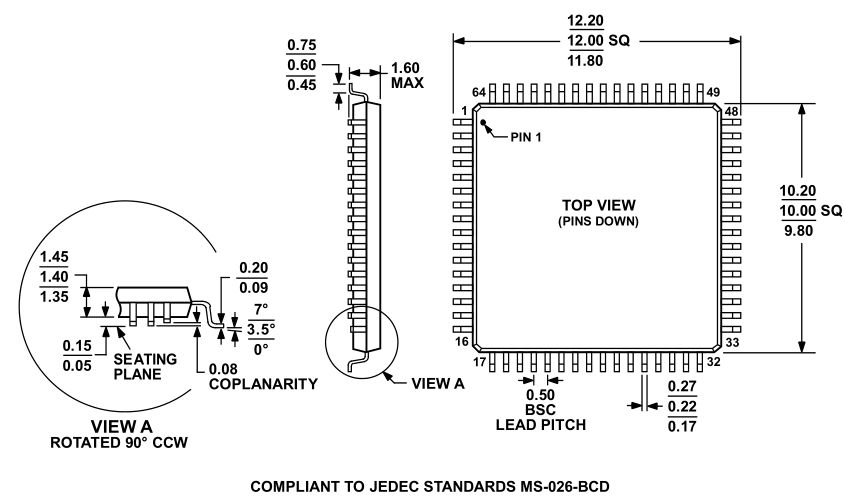 12.20
12.00 SQ
11.80
0.75
0.60
0.45
1.60
MAX
64
49
1
48
PIN 1
TOP VIEW
(PINS DOWN)
10.20
10.00 SQ
9.80
1.45
1.40
1.35
0.20
0.09
7°
3.5°
0°
0.15
0.05
SEATING
PLANE
0.08
COPLANARITY
VIEW A
ROTATED 90° CCW
VIEW A
16
33
17
32
0.50
BSC
LEAD PITCH
0.27
0.22
0.17
COMPLIANT TO JEDEC STANDARDS MS-026-BCD